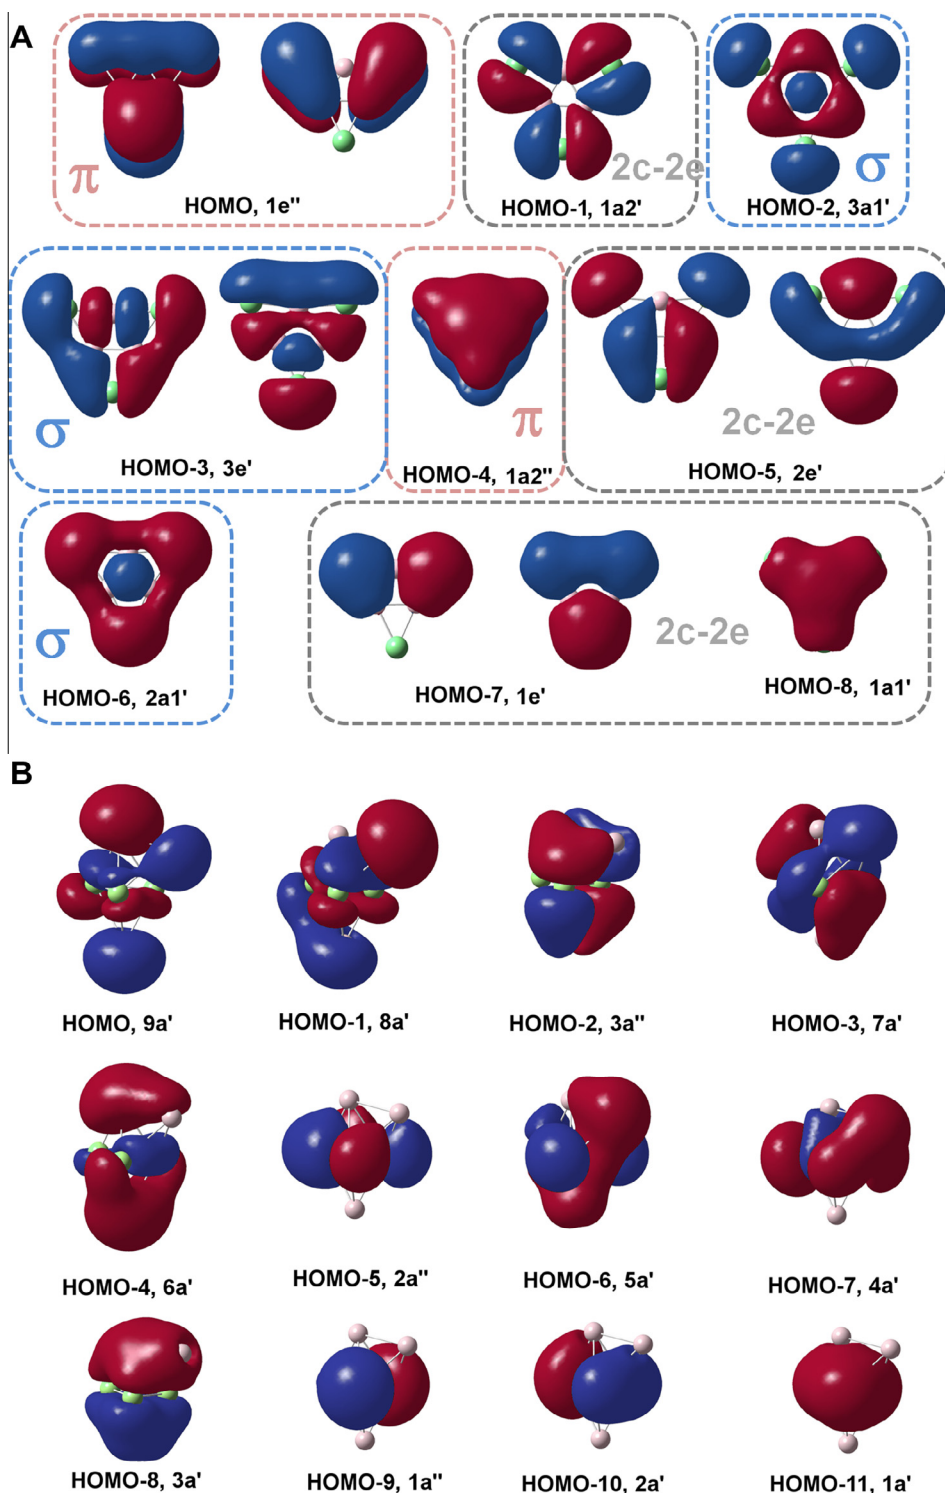 A
π
HOMO, 1e"
2c-2e
HOMO-1, 1a2'
σ
HOMO-2, 3a1'
σ
HOMO-3, 3e'
π
HOMO-4, 1a2"
2c-2e
HOMO-5, 2e'
σ
HOMO-6, 2a1'
2c-2e
HOMO-7, 1e'
HOMO-8, 1a1'
B
HOMO, 9a'
HOMO-1, 8a'
HOMO-2, 3a"
HOMO-3, 7a'
HOMO-4, 6a'
HOMO-5, 2a"
HOMO-6, 5a'
HOMO-7, 4a'
HOMO-8, 3a'
HOMO-9, 1a"
HOMO-10, 2a'
HOMO-11, 1a'